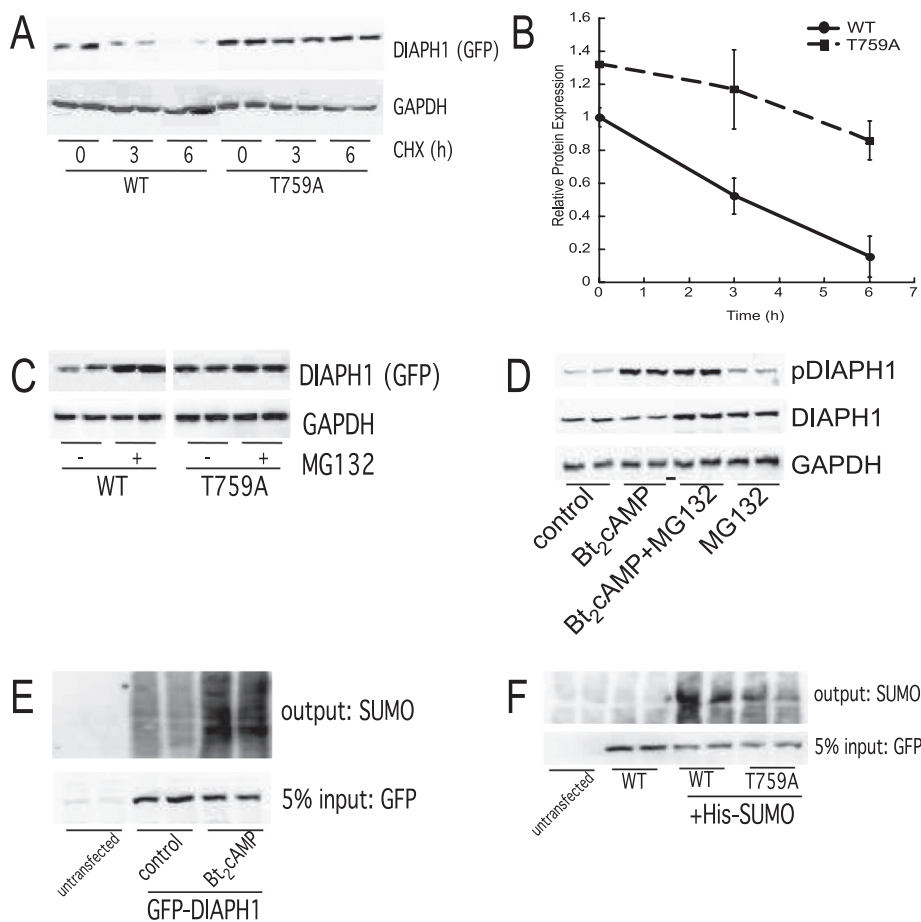 A
DIAPH1 (GFP)
GAPDH
0 3 6 0 3 6 CHX (h)
WT T759A
B
WT
T759A
Relative Protein Expression
1.6
1.4
1.2
1
0.8
0.6
0.4
0.2
0
0 1 2 3 4 5 6 7
Time (h)
C
DIAPH1 (GFP)
GAPDH
- + - + MG132
WT T759A
D
pDIAPH1
DIAPH1
GAPDH
control Bt₂cAMP Bt₂cAMP+MG132 MG132
E
output: SUMO
5% input: GFP
untransfected control Bt₂cAMP
GFP-DIAPH1
F
output: SUMO
5% input: GFP
untransfected WT WT T759A
+His-SUMO